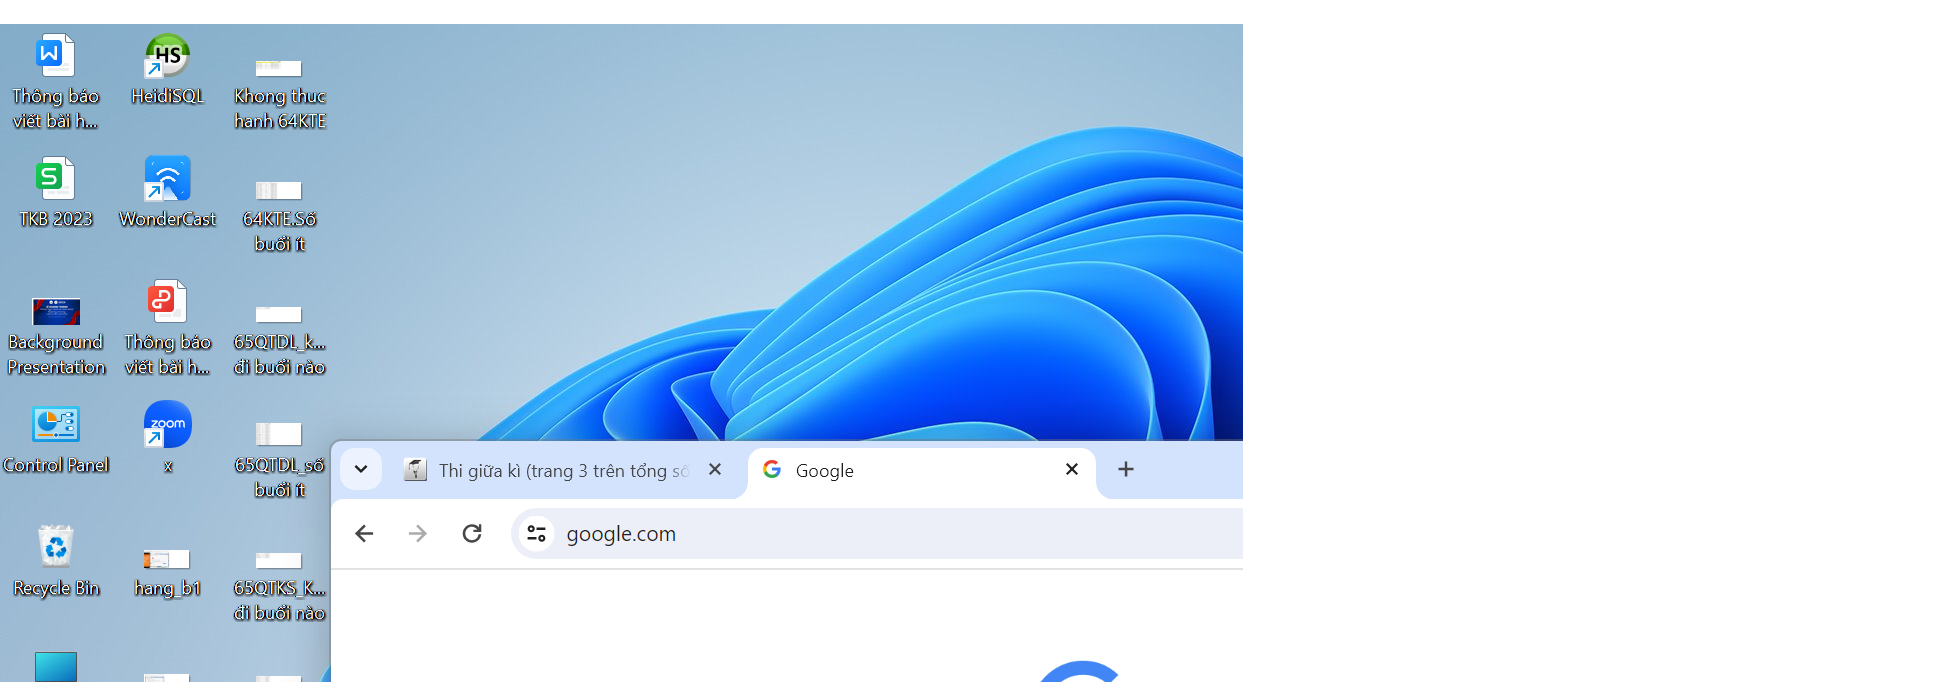 Thông báo
viết bài h...
HeidiSQL
Khong thuc
hanh 64KTE
TKB 2023
WonderCast
64KTE.Số
buổi ít
Background
Presentation
Thông báo
viết bài h...
65QTDL_k...
đi buổi nào
Control Panel
zoom
x
65QTDL_số
buổi ít
Recycle Bin
hang_b1
65QTKS_K...
đi buổi nào
Thi giữa kì (trang 3 trên tổng số
Google
google.com
HS
W
S